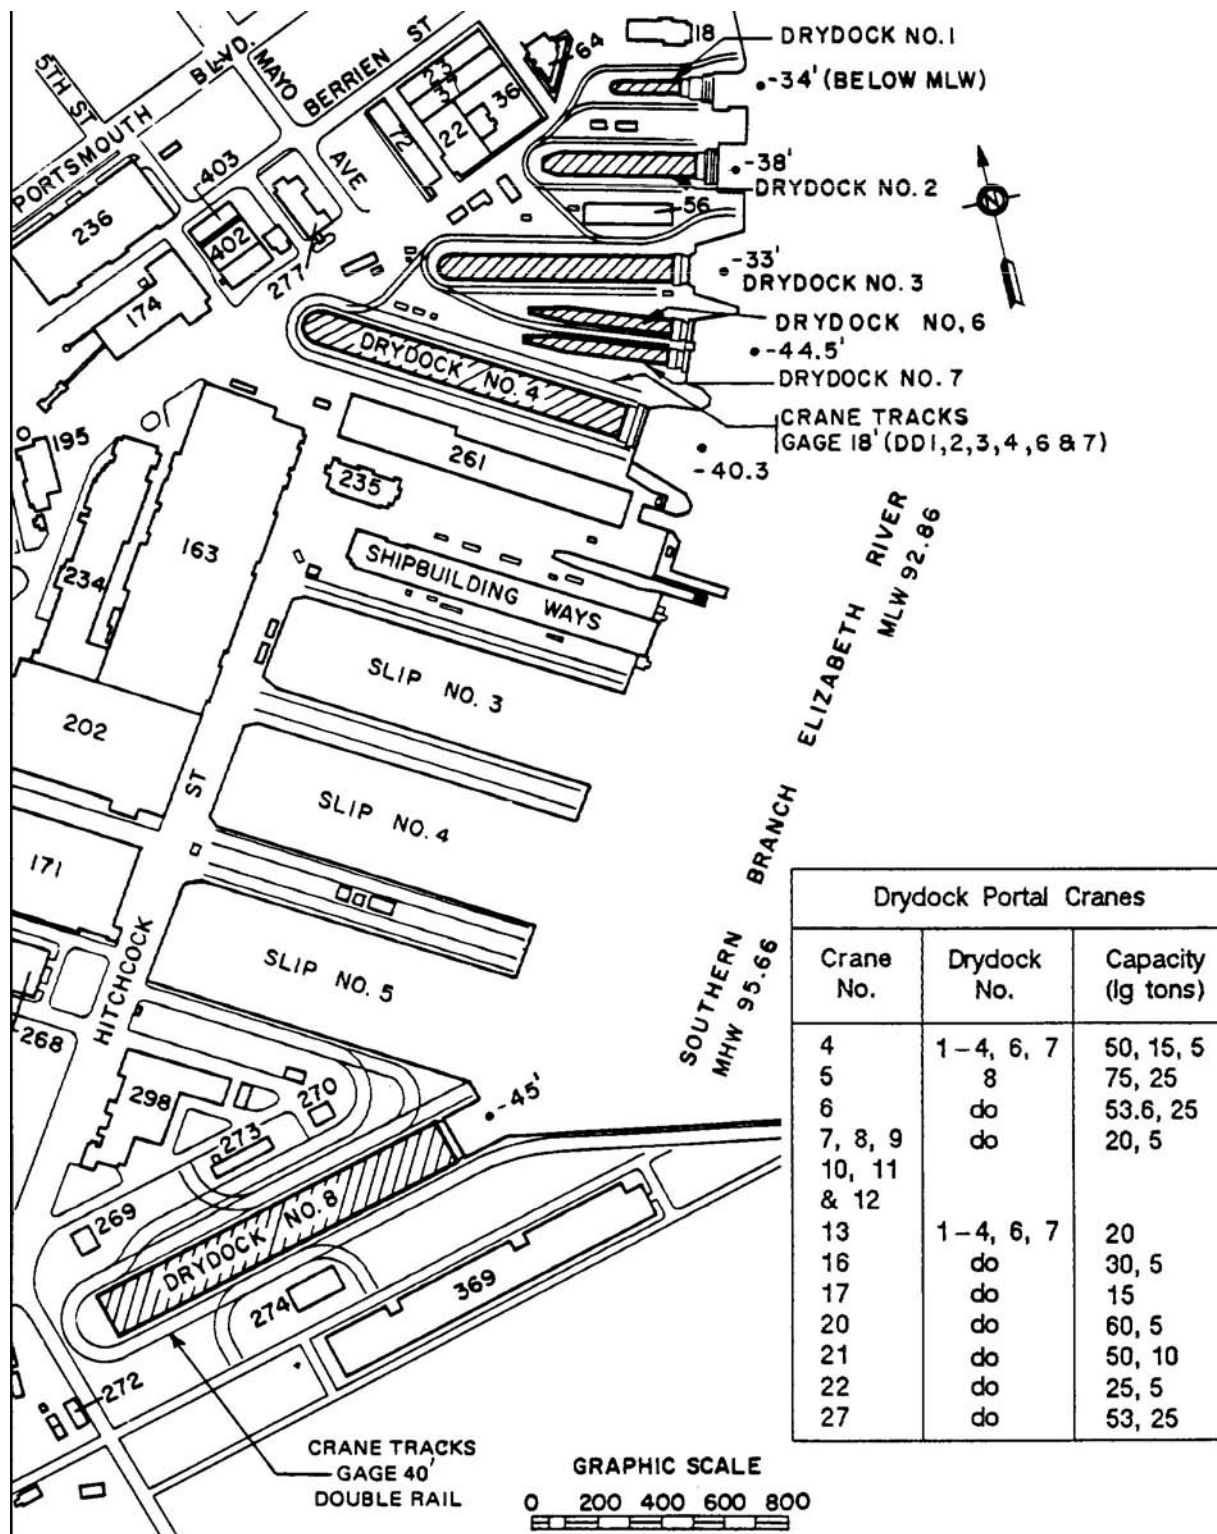 18
DRYDOCK NO. 1
-34' (BELOW MLW)
64
5TH ST
PORTSMOUTH BLVD.
MAYO
AVE
BERRIEN ST
23
37
36
22
72
-38'
DRYDOCK NO. 2
56
N
403
402
236
277
174
-33'
DRYDOCK NO. 3
DRYDOCK NO, 6
-44.5'
DRYDOCK NO. 7
DRYDOCK NO. 4
CRANE TRACKS
GAGE 18' (DD1,2,3,4,6 & 7)
-40.3
195
261
235
163
234
SHIPBUILDING WAYS
SLIP NO. 3
202
SLIP NO. 4
171
HITCHCOCK ST
SLIP NO. 5
268
SOUTHERN BRANCH ELIZABETH RIVER
MHW 95.66
MLW 92.86
298
270
273
-45'
269
DRYDOCK NO. 8
274
369
272
CRANE TRACKS
GAGE 40'
DOUBLE RAIL
GRAPHIC SCALE
0 200 400 600 800
Drydock Portal Cranes
Crane No. Drydock No. Capacity (lg tons)
4 1-4, 6, 7 50, 15, 5
5 8 75, 25
6 do 53.6, 25
7, 8, 9 do 20, 5
10, 11
& 12
13 1-4, 6, 7 20
16 do 30, 5
17 do 15
20 do 60, 5
21 do 50, 10
22 do 25, 5
27 do 53, 25